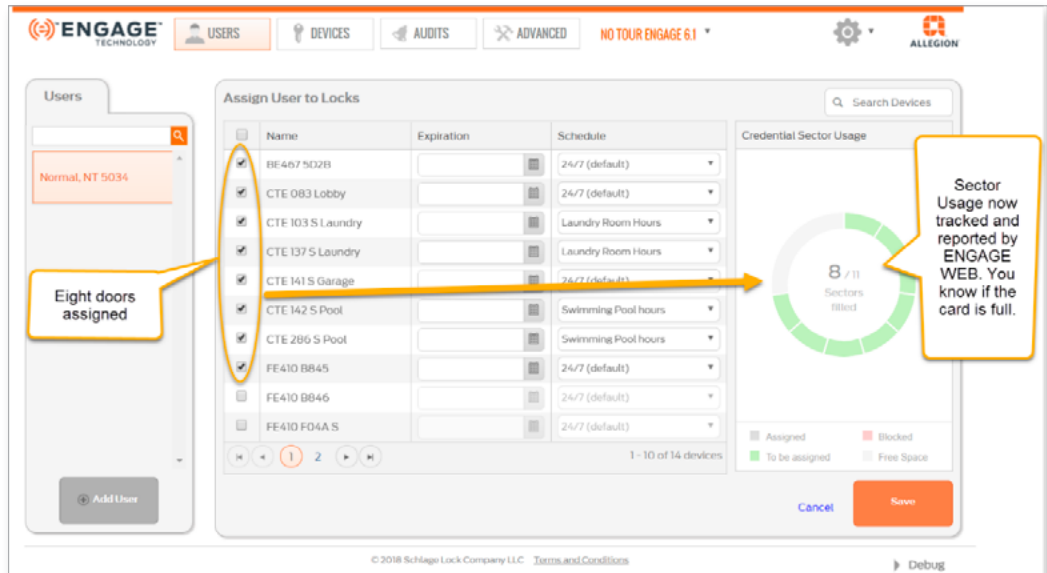 ENGAGE™
TECHNOLOGY
USERS
DEVICES
AUDITS
ADVANCED
NO TOUR ENGAGE 6.1
ALLEGION
Users
Normal, NT 5034
Add User
Eight doors
assigned
Assign User to Locks
Search Devices
Name Expiration Schedule
BE467 5D2B 24/7 (default)
CTE 083 Lobby 24/7 (default)
CTE 103 S Laundry Laundry Room Hours
CTE 137 S Laundry Laundry Room Hours
CTE 141 S Garage 24/7 (default)
CTE 142 S Pool Swimming Pool hours
CTE 286 S Pool Swimming Pool hours
FE410 B845 24/7 (default)
FE410 B846 24/7 (default)
FE410 F04A S 24/7 (default)
1 2
1 - 10 of 14 devices
Credential Sector Usage
8 / 11
Sectors
filled
Assigned Blocked
To be assigned Free Space
Sector
Usage now
tracked and
reported by
ENGAGE
WEB. You
know if the
card is full.
Cancel
Save
© 2018 Schlage Lock Company LLC Terms and Conditions
Debug